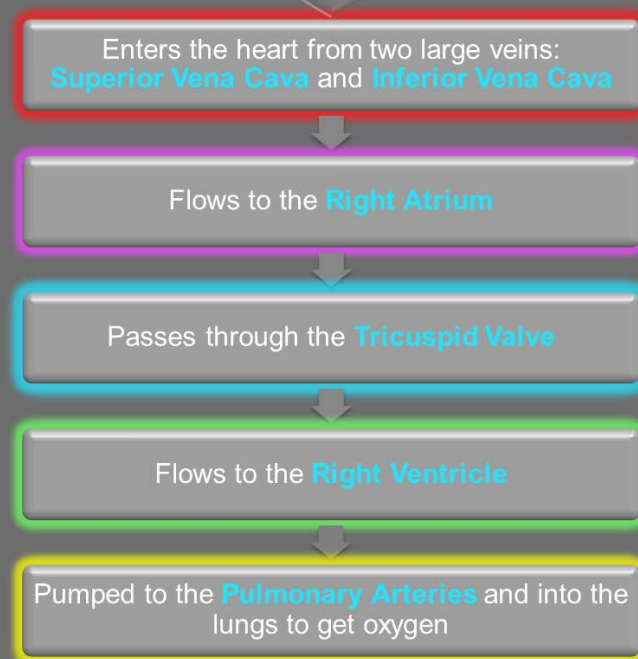 Enters the heart from two large veins:
Superior Vena Cava and Inferior Vena Cava
Flows to the Right Atrium
Passes through the Tricuspid Valve
Flows to the Right Ventricle
Pumped to the Pulmonary Arteries and into the
lungs to get oxygen